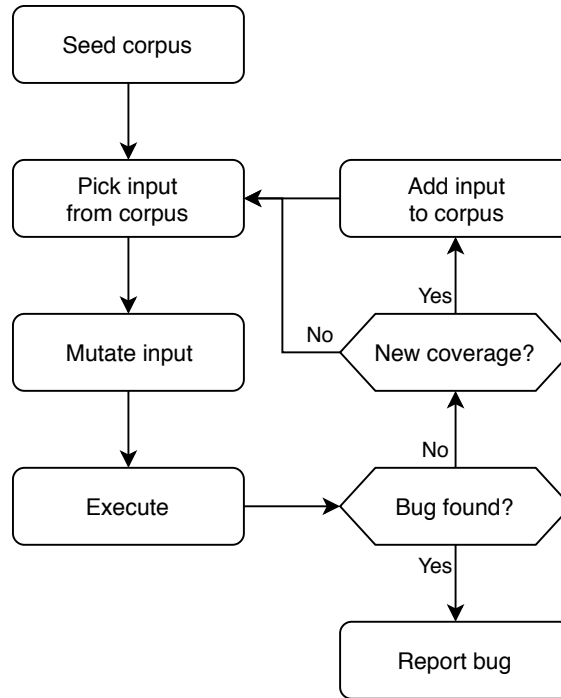 Seed corpus
Pick input
from corpus
Add input
to corpus
Yes
No
Mutate input
New coverage?
No
Execute
Bug found?
Yes
Report bug